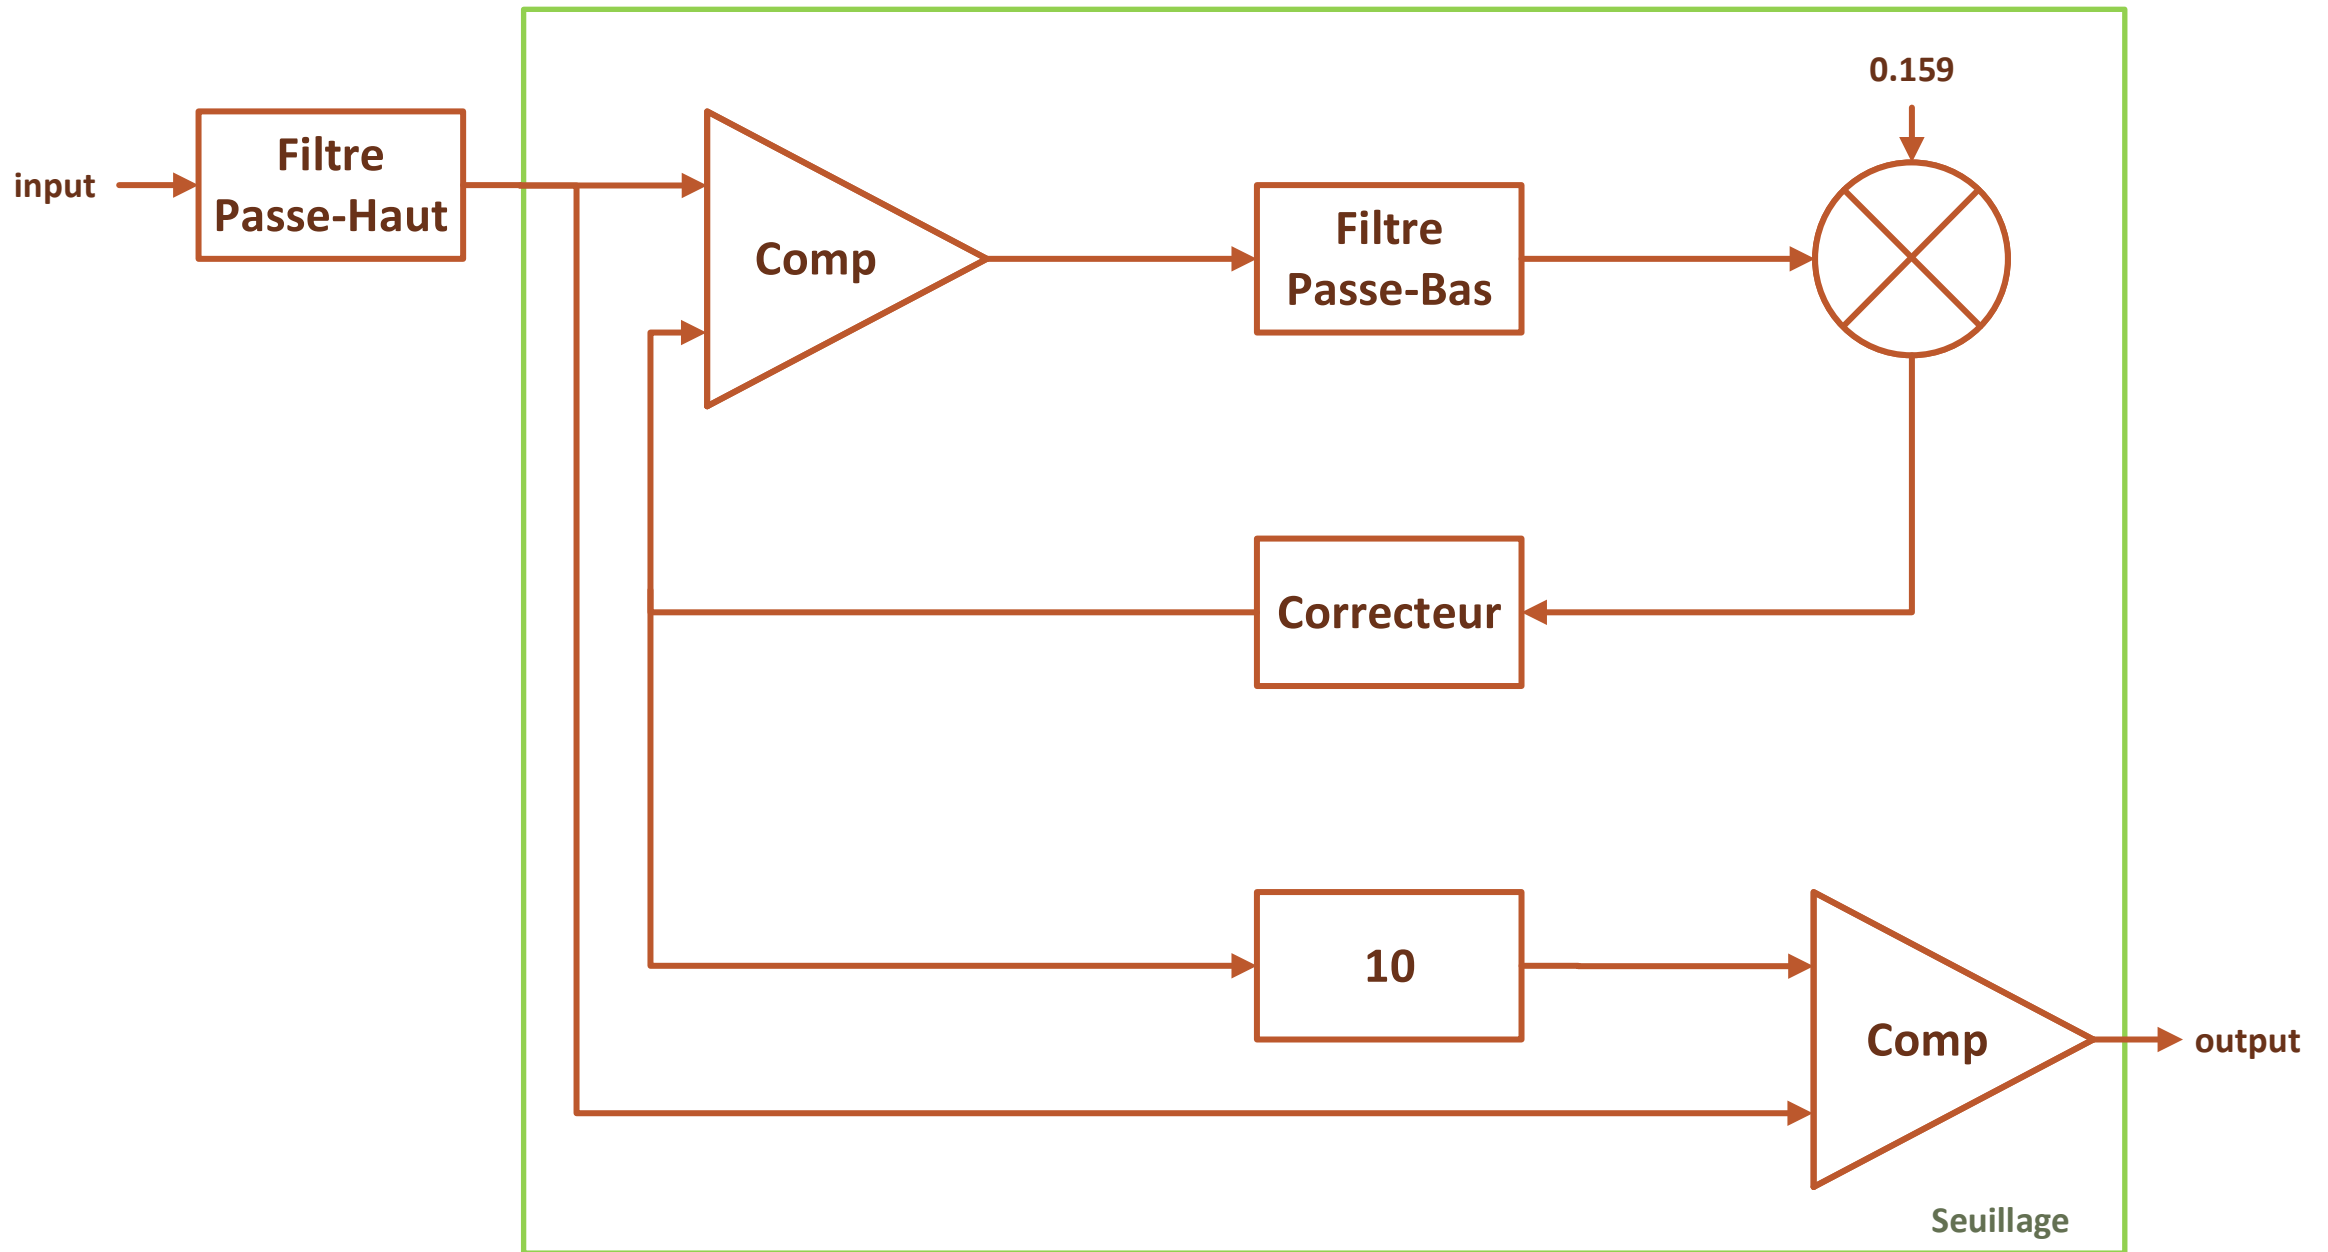 0.159
input
Filtre
Passe-Haut
Comp
Filtre
Passe-Bas
Correcteur
10
Comp
output
Seuillage